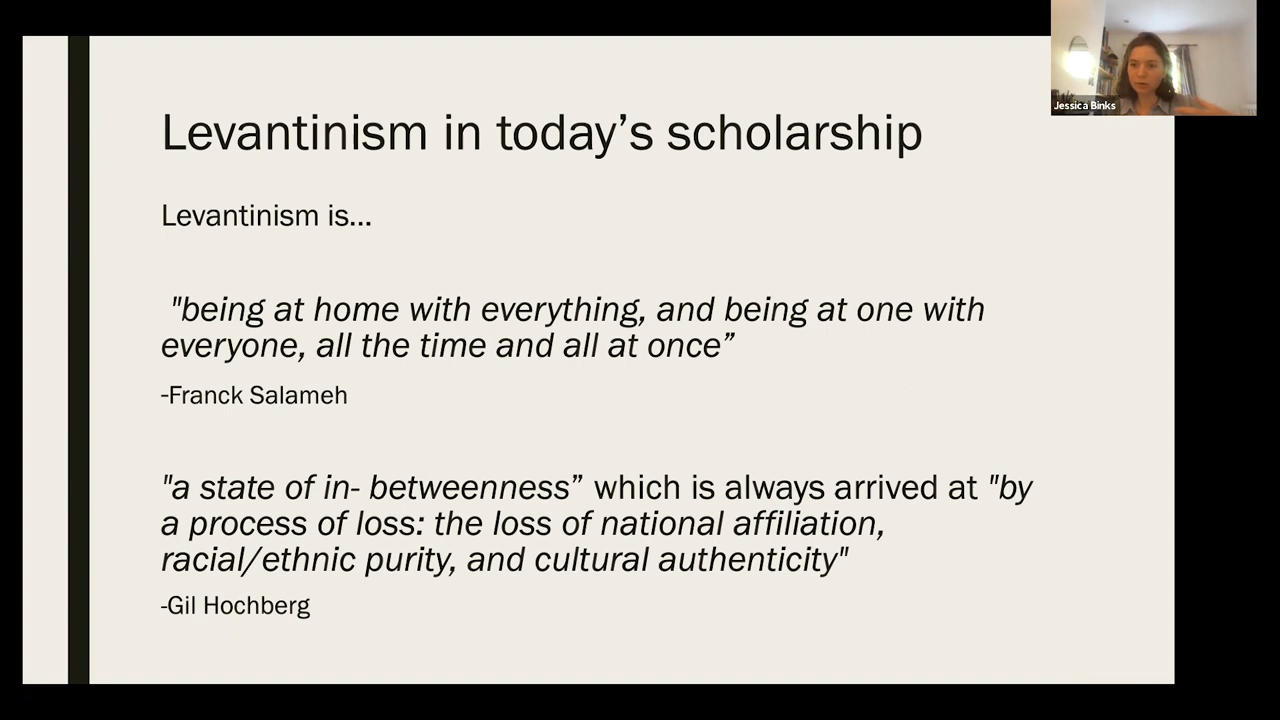 Jessica Binks
Levantinism in today’s scholarship
Levantinism is...
"being at home with everything, and being at one with
everyone, all the time and all at once”
-Franck Salameh
"a state of in- betweenness” which is always arrived at "by
a process of loss: the loss of national affiliation,
racial/ethnic purity, and cultural authenticity"
-Gil Hochberg